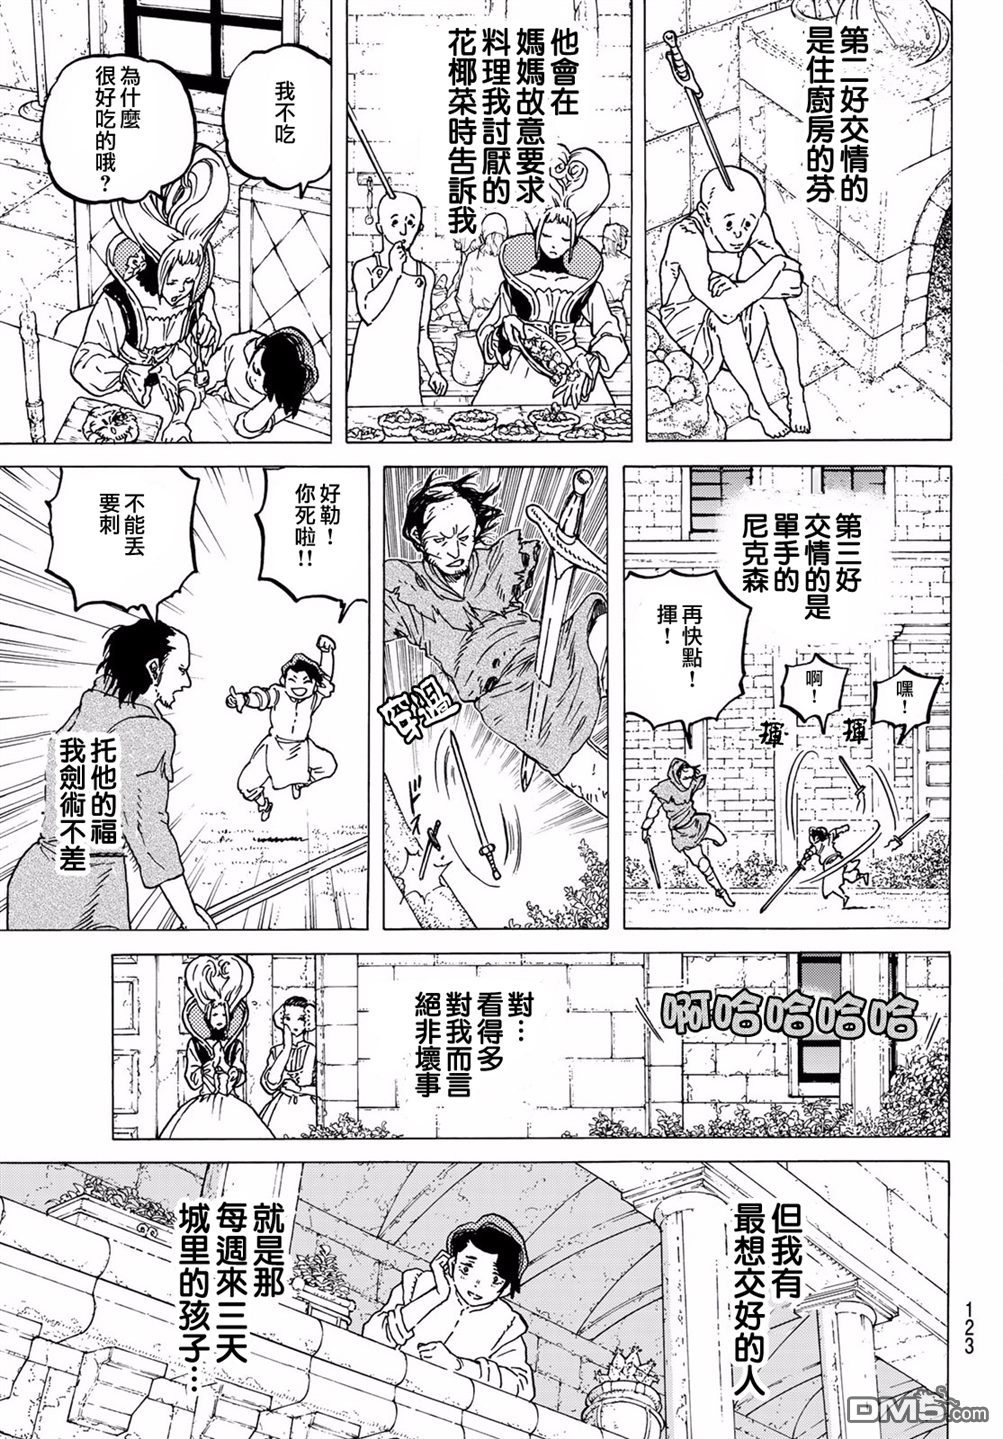 第二好交情的
是住廚房的芬
他會在
媽媽故意要求
料理我討厭的
花椰菜時告訴我
我不吃
為什麼
很好吃的哦?
第三好
交情的是
單手的
尼克森
嘿!
啊!
揮
揮
再快點!
揮!
穿過
好勒!
你死啦!!
不能丟
要刺
托他的福
我劍術不差
啊哈哈哈哈
對…
看得多
對我而言
絕非壞事
但我有
最想交好的人
就是那
每週來三天
城里的孩子…
123
DM5.com